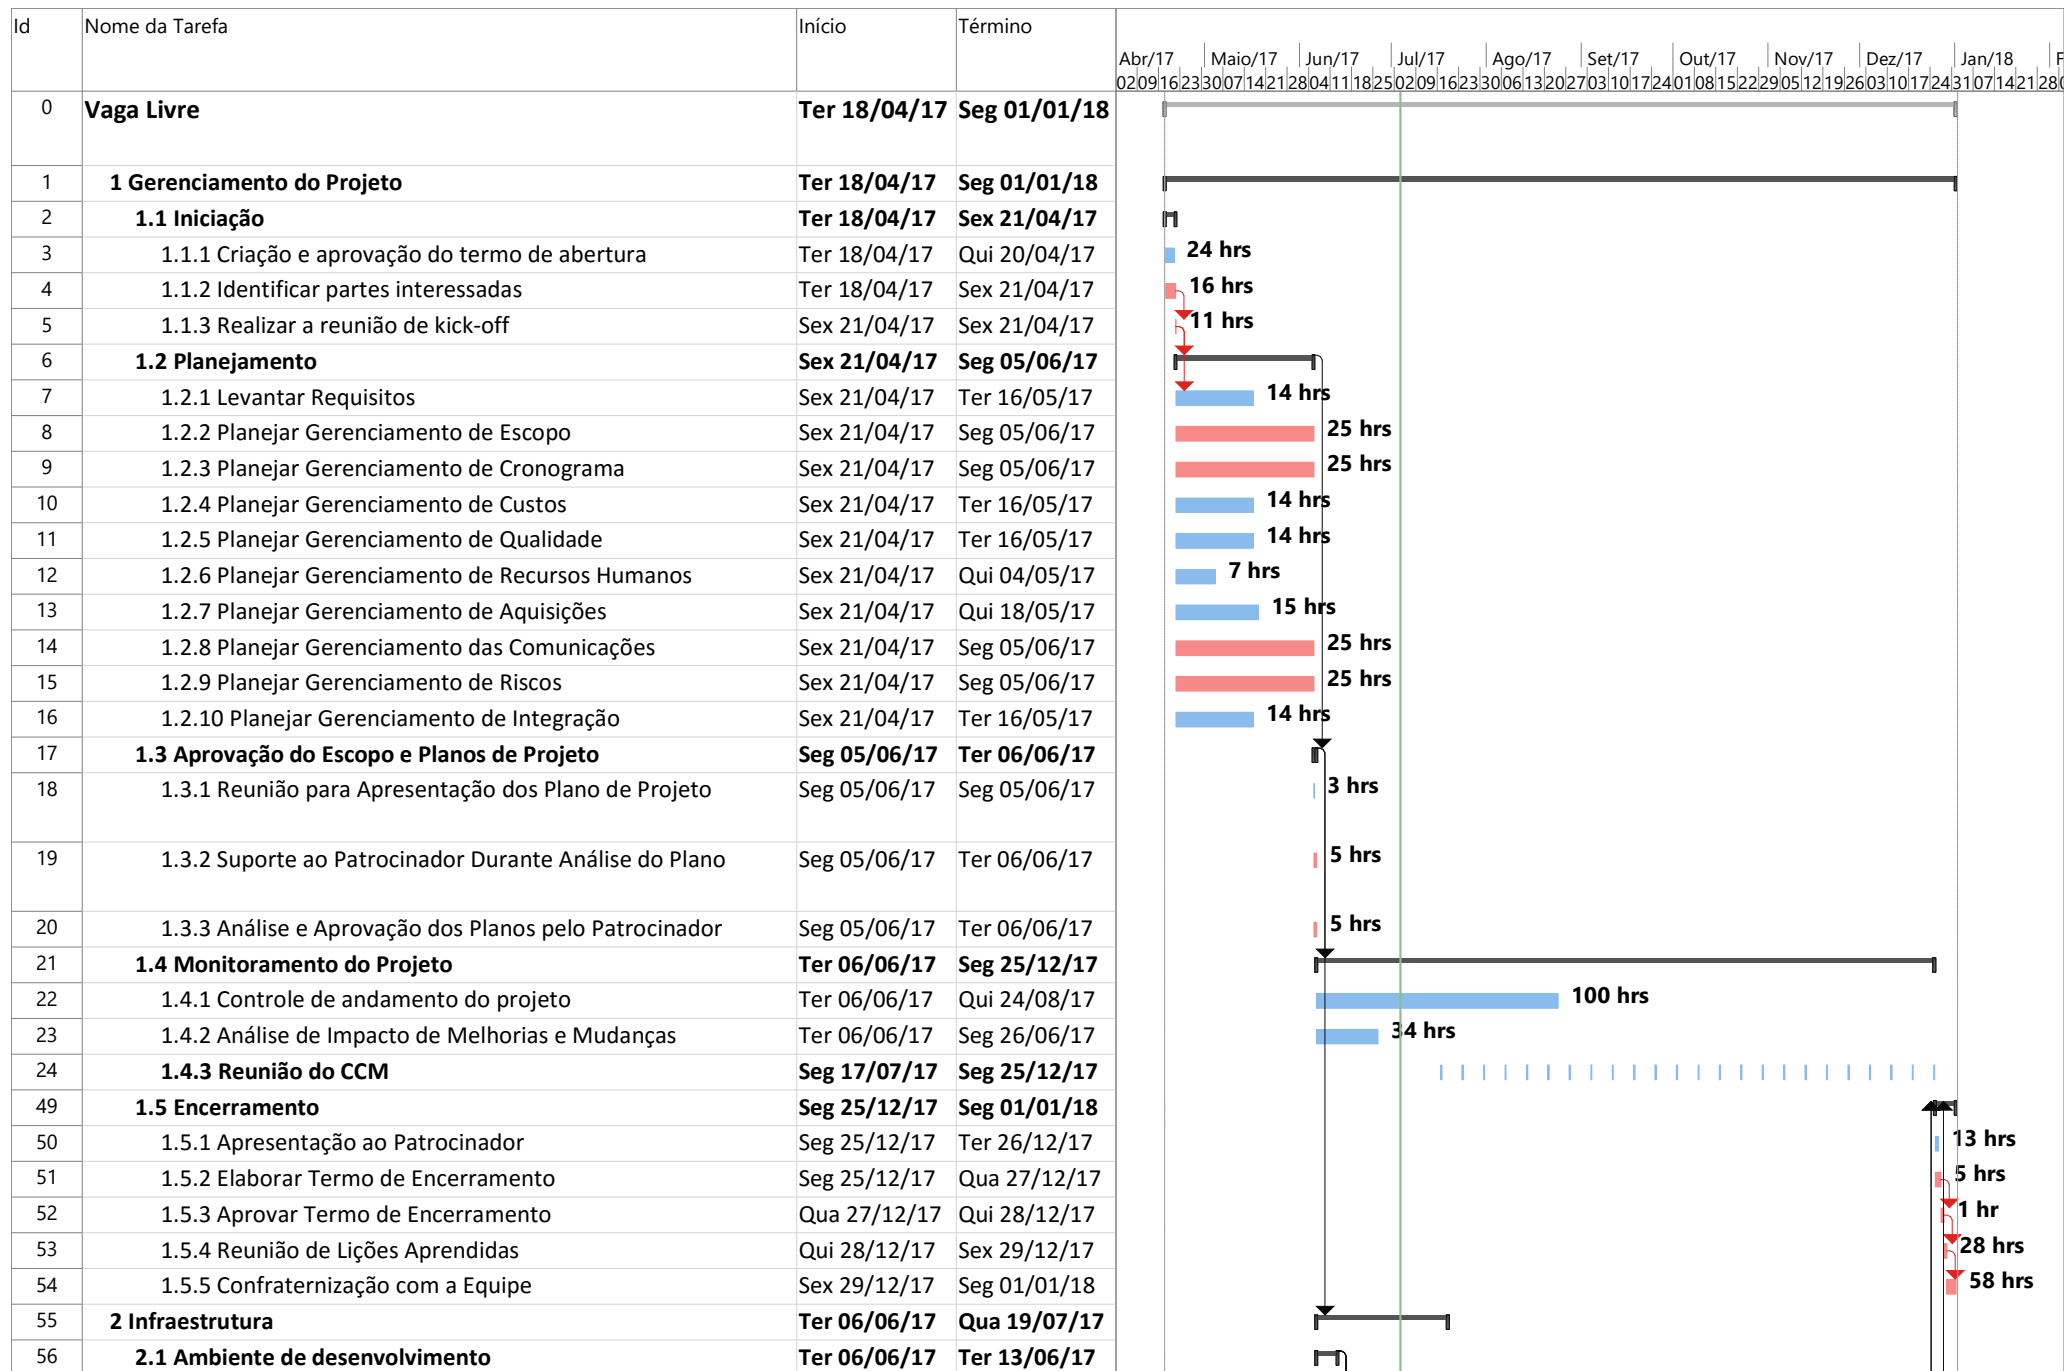 Id Nome da Tarefa Início Término
Abr/17 Maio/17 Jun/17 Jul/17 Ago/17 Set/17 Out/17 Nov/17 Dez/17 Jan/18 F
02 09 16 23 30 07 14 21 28 04 11 18 25 02 09 16 23 30 06 13 20 27 03 10 17 24 01 08 15 22 29 05 12 19 26 03 10 17 24 31 07 14 21 28
0 Vaga Livre Ter 18/04/17 Seg 01/01/18
1 1 Gerenciamento do Projeto Ter 18/04/17 Seg 01/01/18
2 1.1 Iniciação Ter 18/04/17 Sex 21/04/17
3 1.1.1 Criação e aprovação do termo de abertura Ter 18/04/17 Qui 20/04/17 24 hrs
4 1.1.2 Identificar partes interessadas Ter 18/04/17 Sex 21/04/17 16 hrs
5 1.1.3 Realizar a reunião de kick-off Sex 21/04/17 Sex 21/04/17 11 hrs
6 1.2 Planejamento Sex 21/04/17 Seg 05/06/17
7 1.2.1 Levantar Requisitos Sex 21/04/17 Ter 16/05/17 14 hrs
8 1.2.2 Planejar Gerenciamento de Escopo Sex 21/04/17 Seg 05/06/17 25 hrs
9 1.2.3 Planejar Gerenciamento de Cronograma Sex 21/04/17 Seg 05/06/17 25 hrs
10 1.2.4 Planejar Gerenciamento de Custos Sex 21/04/17 Ter 16/05/17 14 hrs
11 1.2.5 Planejar Gerenciamento de Qualidade Sex 21/04/17 Ter 16/05/17 14 hrs
12 1.2.6 Planejar Gerenciamento de Recursos Humanos Sex 21/04/17 Qui 04/05/17 7 hrs
13 1.2.7 Planejar Gerenciamento de Aquisições Sex 21/04/17 Qui 18/05/17 15 hrs
14 1.2.8 Planejar Gerenciamento das Comunicações Sex 21/04/17 Seg 05/06/17 25 hrs
15 1.2.9 Planejar Gerenciamento de Riscos Sex 21/04/17 Seg 05/06/17 25 hrs
16 1.2.10 Planejar Gerenciamento de Integração Sex 21/04/17 Ter 16/05/17 14 hrs
17 1.3 Aprovação do Escopo e Planos de Projeto Seg 05/06/17 Ter 06/06/17
18 1.3.1 Reunião para Apresentação dos Plano de Projeto Seg 05/06/17 Seg 05/06/17 3 hrs
19 1.3.2 Suporte ao Patrocinador Durante Análise do Plano Seg 05/06/17 Ter 06/06/17 5 hrs
20 1.3.3 Análise e Aprovação dos Planos pelo Patrocinador Seg 05/06/17 Ter 06/06/17 5 hrs
21 1.4 Monitoramento do Projeto Ter 06/06/17 Seg 25/12/17
22 1.4.1 Controle de andamento do projeto Ter 06/06/17 Qui 24/08/17 100 hrs
23 1.4.2 Análise de Impacto de Melhorias e Mudanças Ter 06/06/17 Seg 26/06/17 34 hrs
24 1.4.3 Reunião do CCM Seg 17/07/17 Seg 25/12/17
49 1.5 Encerramento Seg 25/12/17 Seg 01/01/18
50 1.5.1 Apresentação ao Patrocinador Seg 25/12/17 Ter 26/12/17 13 hrs
51 1.5.2 Elaborar Termo de Encerramento Seg 25/12/17 Qua 27/12/17 5 hrs
52 1.5.3 Aprovar Termo de Encerramento Qua 27/12/17 Qui 28/12/17 1 hr
53 1.5.4 Reunião de Lições Aprendidas Qui 28/12/17 Sex 29/12/17 28 hrs
54 1.5.5 Confraternização com a Equipe Sex 29/12/17 Seg 01/01/18 58 hrs
55 2 Infraestrutura Ter 06/06/17 Qua 19/07/17
56 2.1 Ambiente de desenvolvimento Ter 06/06/17 Ter 13/06/17